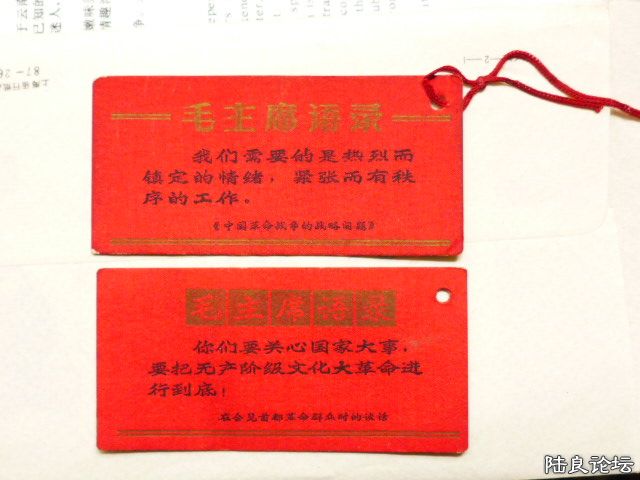 毛主席语录
我们需要的是热烈而
镇定的情绪，紧张而有秩
序的工作。
《中国革命战争的战略问题》
毛主席语录
你们要关心国家大事，
要把无产阶级文化大革命进
行到底！
在会见首都革命群众时的谈话
陆良论坛